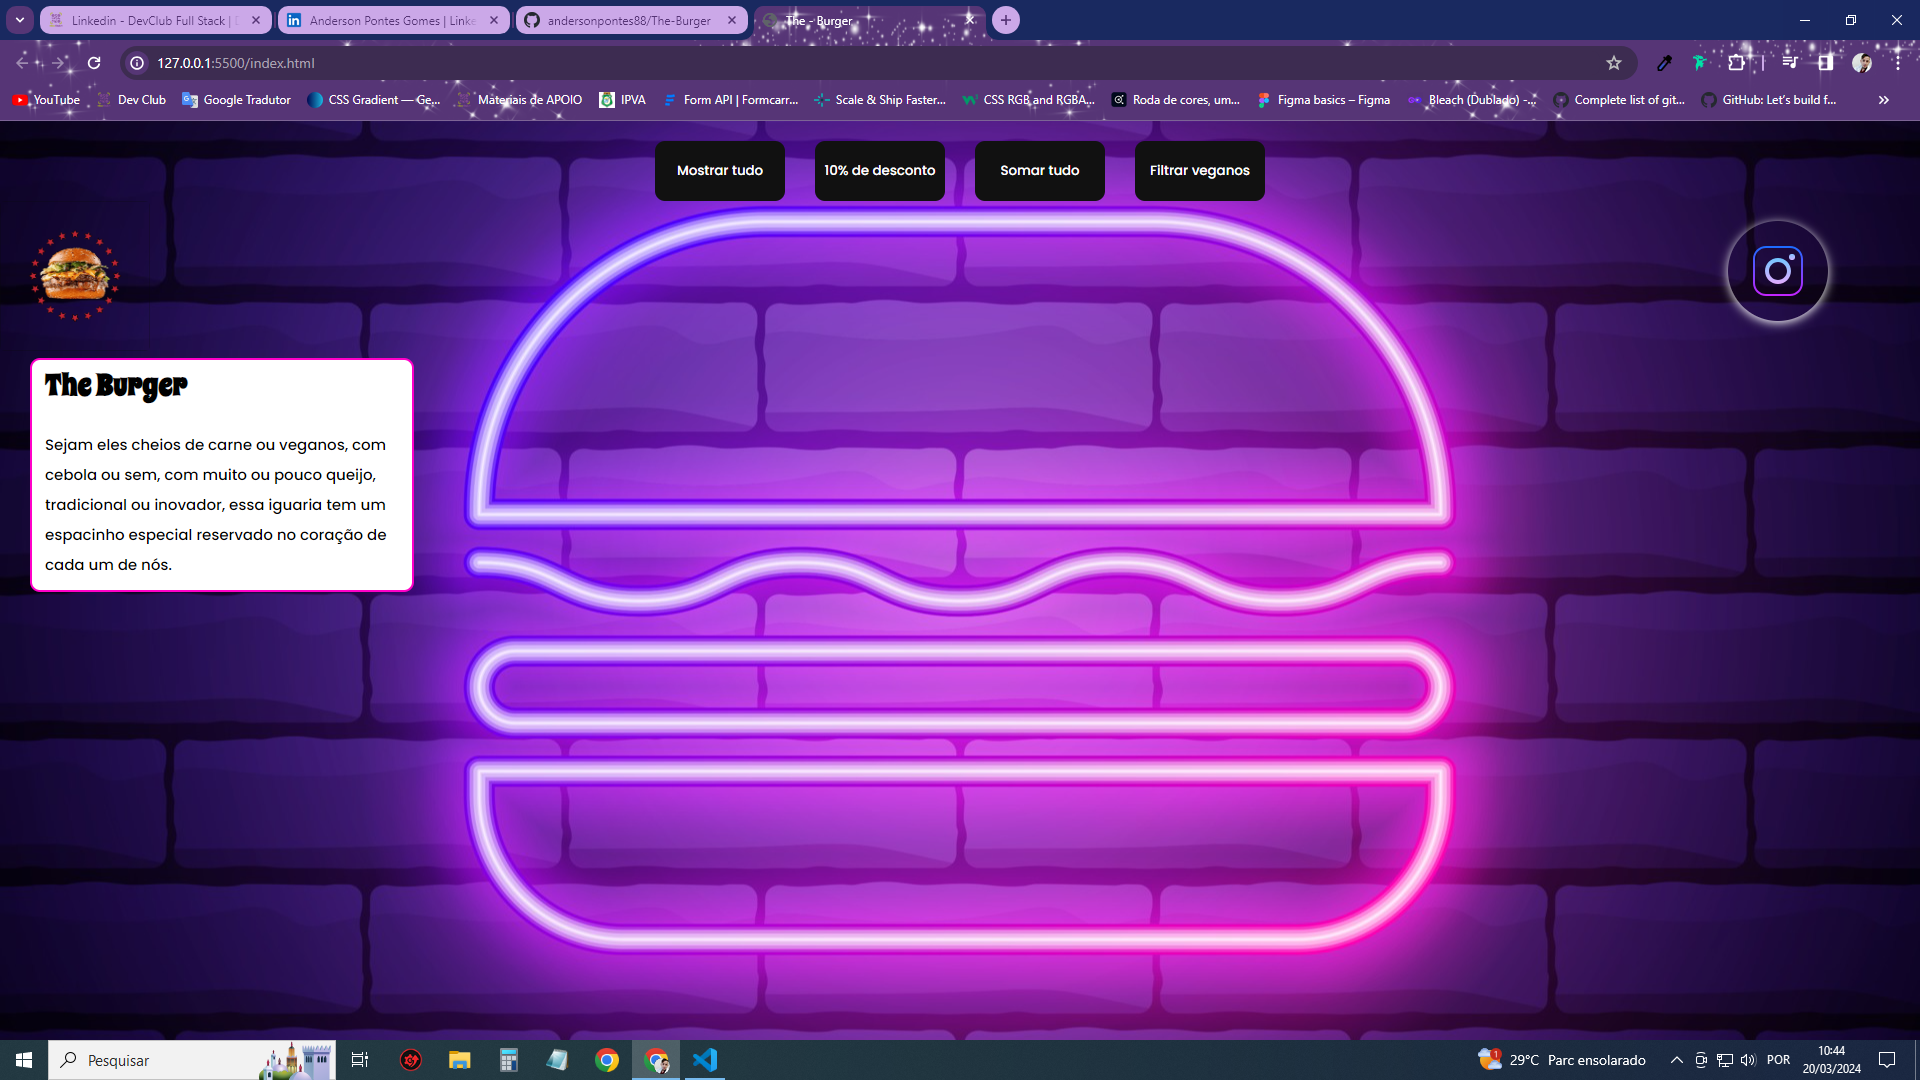 Linkedin - DevClub Full Stack | D
Anderson Pontes Gomes | Linke
andersonpontes88/The-Burger
The - Burger
127.0.0.1:5500/index.html
YouTube
Dev Club
Google Tradutor
CSS Gradient — Ge...
Materiais de APOIO
IPVA
Form API | Formcarr...
Scale & Ship Faster...
CSS RGB and RGBA...
Roda de cores, um...
Figma basics – Figma
Bleach (Dublado) -...
Complete list of git...
GitHub: Let's build f...
Mostrar tudo
10% de desconto
Somar tudo
Filtrar veganos
The Burger
Sejam eles cheios de carne ou veganos, com
cebola ou sem, com muito ou pouco queijo,
tradicional ou inovador, essa iguaria tem um
espacinho especial reservado no coração de
cada um de nós.
Pesquisar
1
29°C Parc ensolarado
POR
10:44
20/03/2024